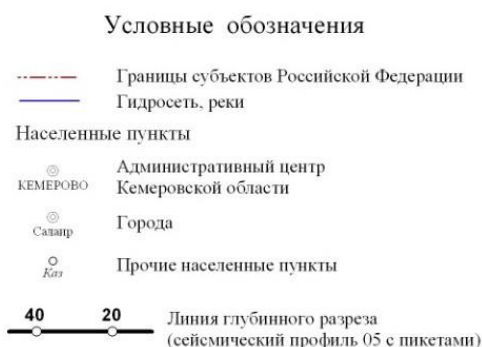 Условные обозначения
Границы субъектов Российской Федерации
Гидросеть, реки
Населенные пункты
КЕМЕРОВО
Административный центр
Кемеровской области
Салаир
Города
Каз
Прочие населенные пункты
40 20
Линия глубинного разреза
(сейсмический профиль 05 с пикетами)